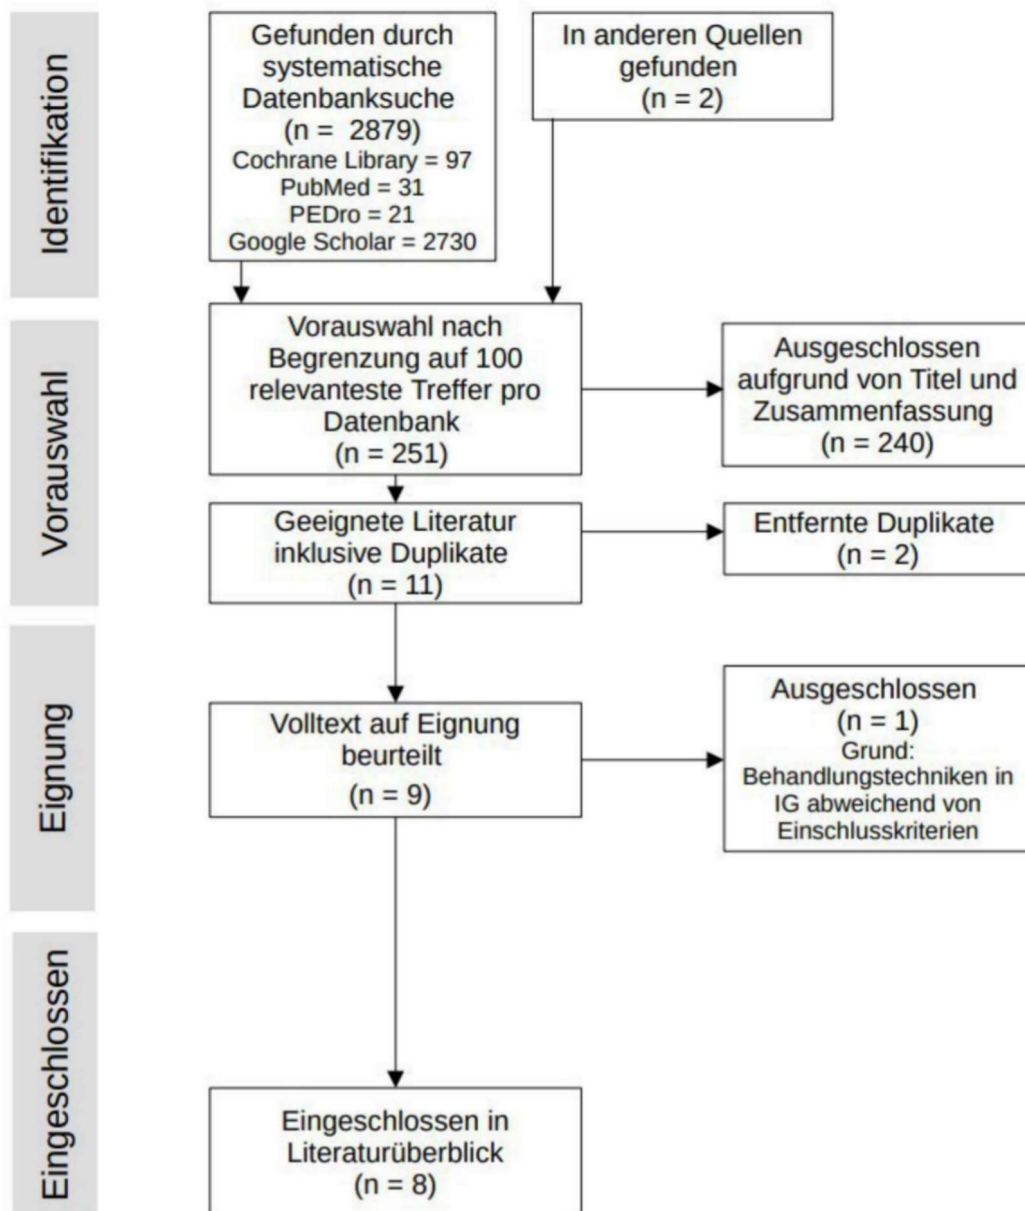 Identifikation
Gefunden durch
systematische
Datenbanksuche
(n =  2879)
Cochrane Library = 97
PubMed = 31
PEDro = 21
Google Scholar = 2730
In anderen Quellen
gefunden
(n = 2)
Vorauswahl
Vorauswahl nach
Begrenzung auf 100
relevanteste Treffer pro
Datenbank
(n = 251)
Ausgeschlossen
aufgrund von Titel und
Zusammenfassung
(n = 240)
Geeignete Literatur
inklusive Duplikate
(n = 11)
Entfernte Duplikate
(n = 2)
Eignung
Volltext auf Eignung
beurteilt
(n = 9)
Ausgeschlossen
(n = 1)
Grund:
Behandlungstechniken in
IG abweichend von
Einschlusskriterien
Eingeschlossen
Eingeschlossen in
Literaturüberblick
(n = 8)